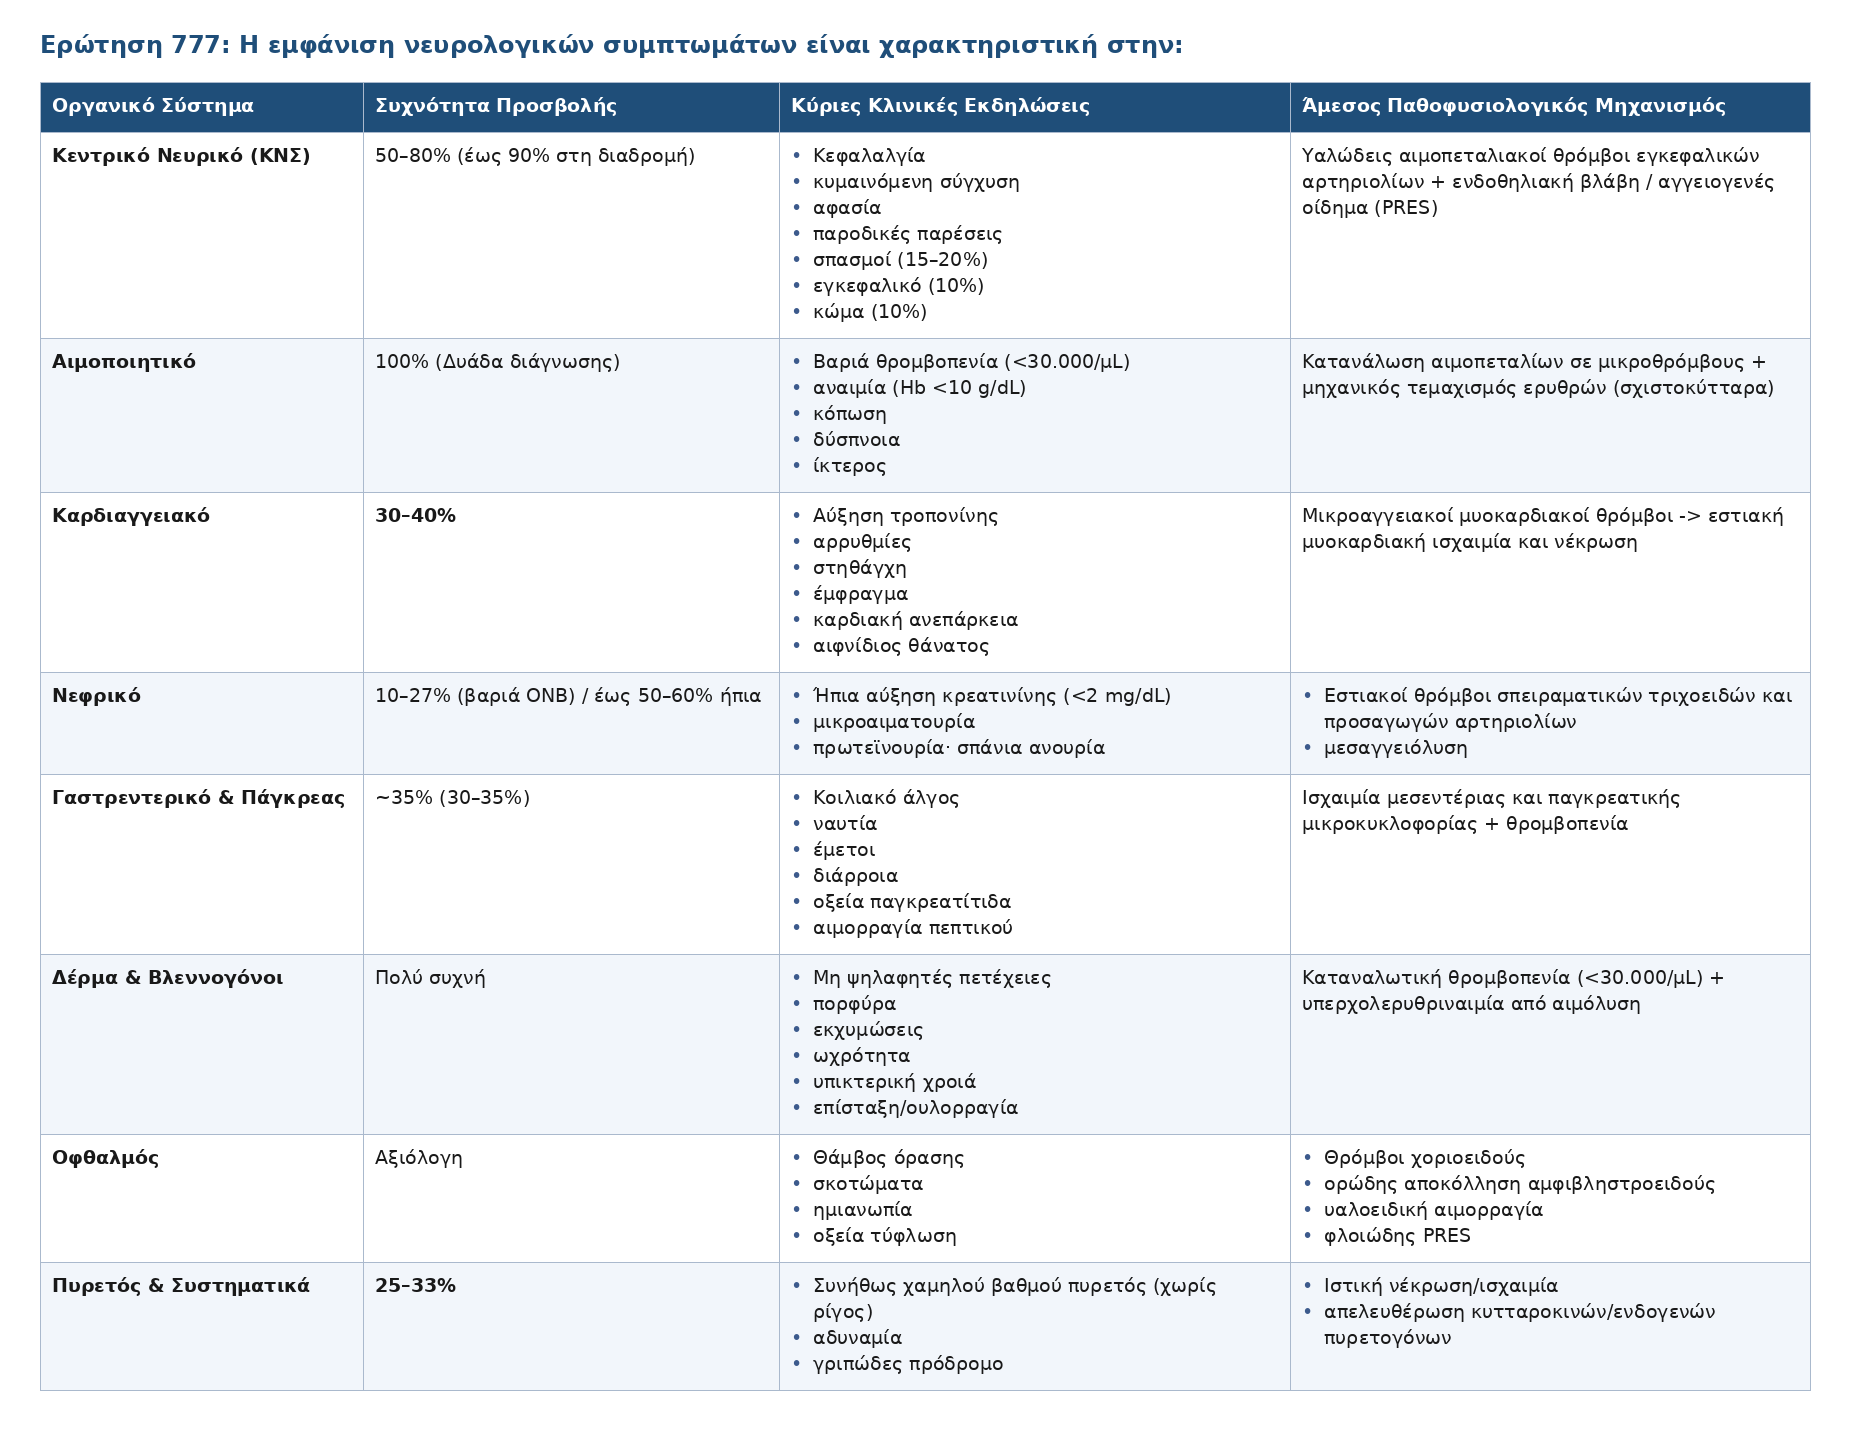 Ερώτηση 777: Η εμφάνιση νευρολογικών συμπτωμάτων είναι χαρακτηριστική στην:
Οργανικό Σύστημα
Συχνότητα Προσβολής
Κύριες Κλινικές Εκδηλώσεις
Άμεσος Παθοφυσιολογικός Μηχανισμός
Κεντρικό Νευρικό (ΚΝΣ)
50–80% (έως 90% στη διαδρομή)
• Κεφαλαλγία
• κυμαινόμενη σύγχυση
• αφασία
• παροδικές παρέσεις
• σπασμοί (15–20%)
• εγκεφαλικό (10%)
• κώμα (10%)
Υαλώδεις αιμοπεταλιακοί θρόμβοι εγκεφαλικών
αρτηριολίων + ενδοθηλιακή βλάβη / αγγειογενές
οίδημα (PRES)
Αιμοποιητικό
100% (Δυάδα διάγνωσης)
• Βαριά θρομβοπενία (<30.000/μL)
• αναιμία (Hb <10 g/dL)
• κόπωση
• δύσπνοια
• ίκτερος
Κατανάλωση αιμοπεταλίων σε μικροθρόμβους +
μηχανικός τεμαχισμός ερυθρών (σχιστοκύτταρα)
Καρδιαγγειακό
30–40%
• Αύξηση τροπονίνης
• αρρυθμίες
• στηθάγχη
• έμφραγμα
• καρδιακή ανεπάρκεια
• αιφνίδιος θάνατος
Μικροαγγειακοί μυοκαρδιακοί θρόμβοι -> εστιακή
μυοκαρδιακή ισχαιμία και νέκρωση
Νεφρικό
10–27% (βαριά ΟΝΒ) / έως 50–60% ήπια
• Ήπια αύξηση κρεατινίνης (<2 mg/dL)
• μικροαιματουρία
• πρωτεϊνουρία· σπάνια ανουρία
• Εστιακοί θρόμβοι σπειραματικών τριχοειδών και
προσαγωγών αρτηριολίων
• μεσαγγειόλυση
Γαστρεντερικό & Πάγκρεας
~35% (30–35%)
• Κοιλιακό άλγος
• ναυτία
• έμετοι
• διάρροια
• οξεία παγκρεατίτιδα
• αιμορραγία πεπτικού
Ισχαιμία μεσεντέριας και παγκρεατικής
μικροκυκλοφορίας + θρομβοπενία
Δέρμα & Βλεννογόνοι
Πολύ συχνή
• Μη ψηλαφητές πετέχειες
• πορφύρα
• εκχυμώσεις
• ωχρότητα
• υπικτερική χροιά
• επίσταξη/ουλορραγία
Καταναλωτική θρομβοπενία (<30.000/μL) +
υπερχολερυθριναιμία από αιμόλυση
Οφθαλμός
Αξιόλογη
• Θάμβος όρασης
• σκοτώματα
• ημιανωπία
• οξεία τύφλωση
• Θρόμβοι χοριοειδούς
• ορώδης αποκόλληση αμφιβληστροειδούς
• υαλοειδική αιμορραγία
• φλοιώδης PRES
Πυρετός & Συστηματικά
25–33%
• Συνήθως χαμηλού βαθμού πυρετός (χωρίς
ρίγος)
• αδυναμία
• γριπώδες πρόδρομο
• Ιστική νέκρωση/ισχαιμία
• απελευθέρωση κυτταροκινών/ενδογενών
πυρετογόνων